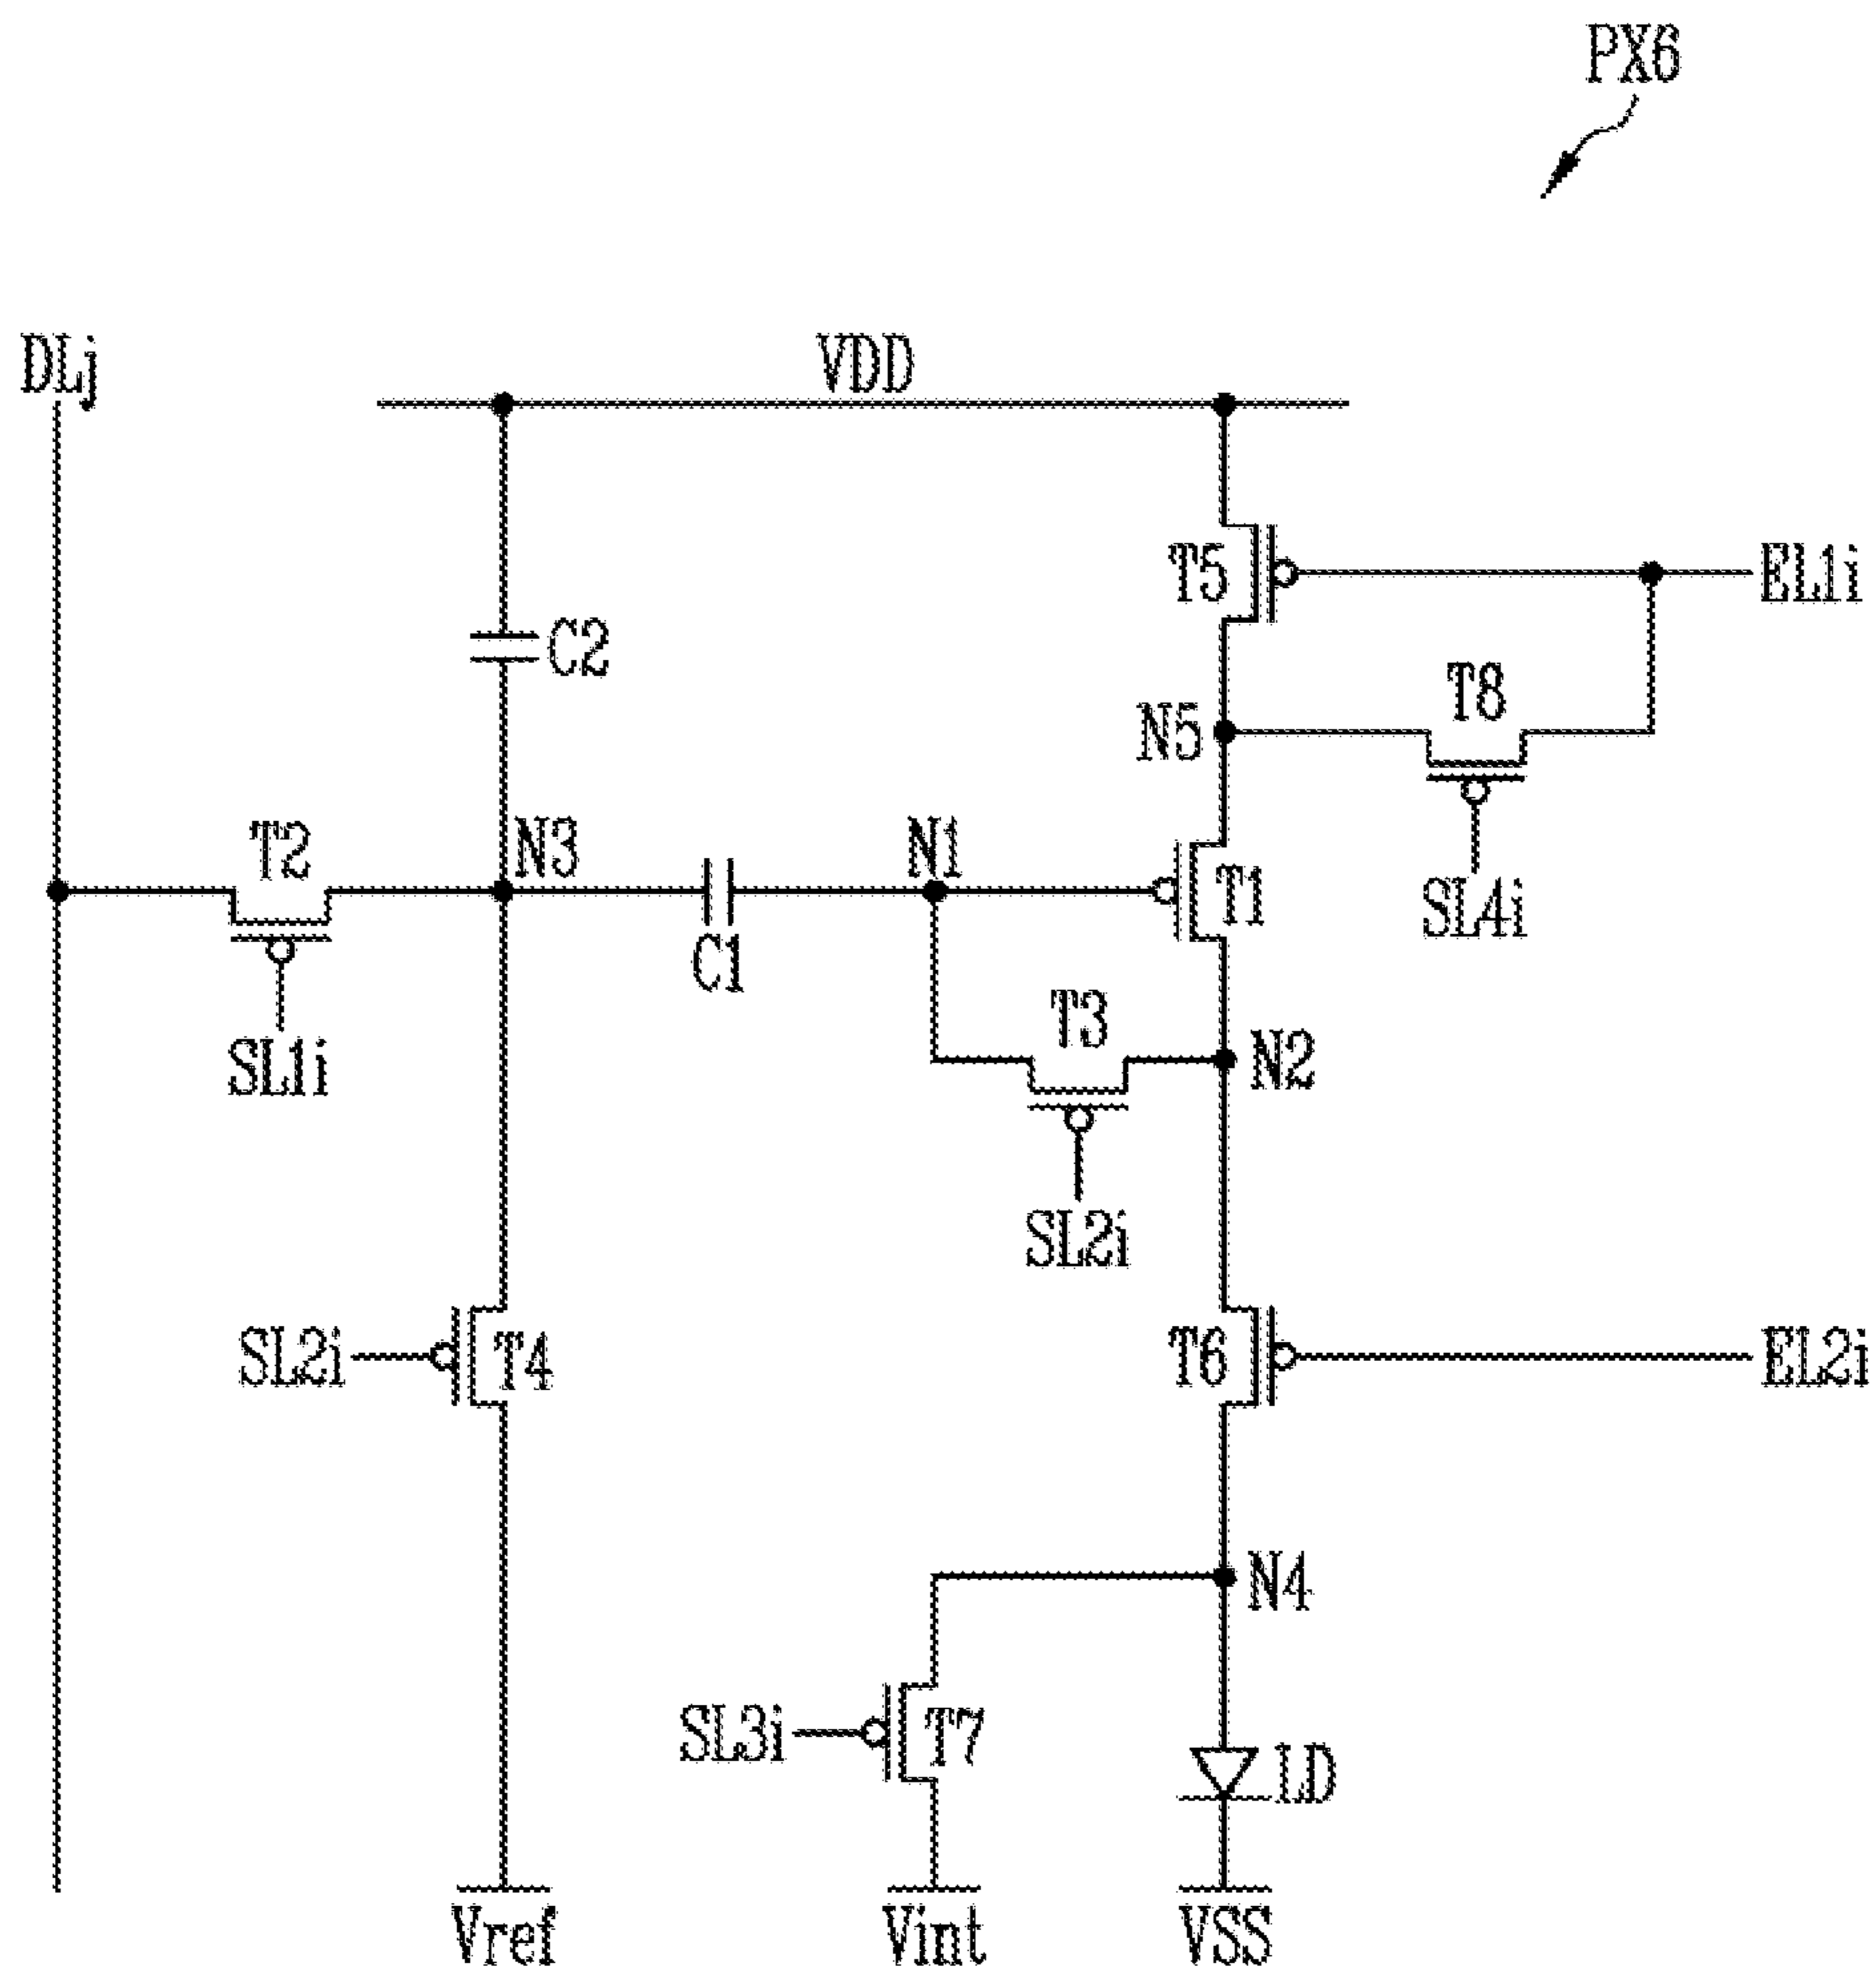 PX6
DLj
VDD
T5
EL1i
C2
T8
N5
T2
N3
N1
T1
SL4i
C1
T3
N2
SL1i
SL2i
SL2i
T4
T6
EL2i
N4
SL3i
T7
LD
Vref
Vint
VSS